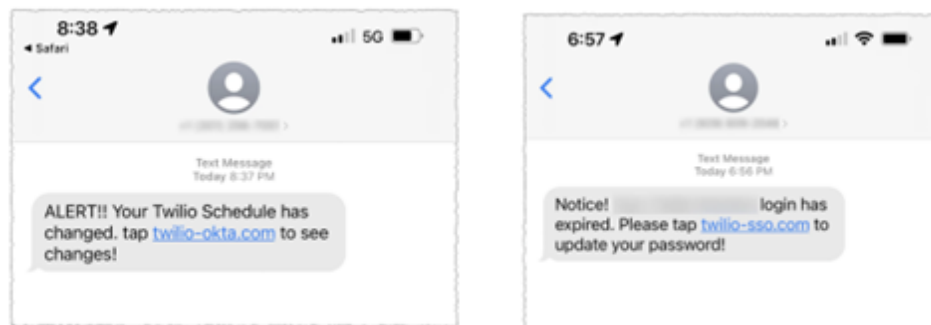 8:38
Safari
5G
Text Message
Today 8:37 PM
ALERT!! Your Twilio Schedule has
changed. tap twilio-okta.com to see
changes!
6:57
Text Message
Today 6:56 PM
Notice! login has
expired. Please tap twilio-sso.com to
update your password!